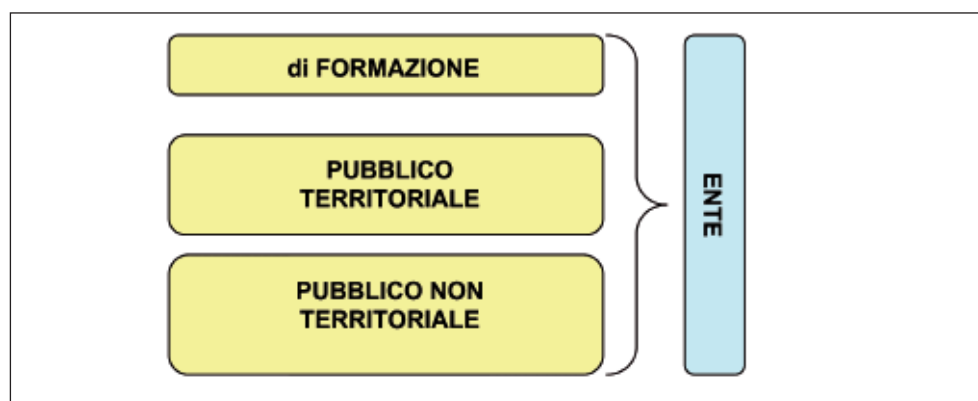 di FORMAZIONE
PUBBLICO
TERRITORIALE
PUBBLICO NON
TERRITORIALE
ENTE